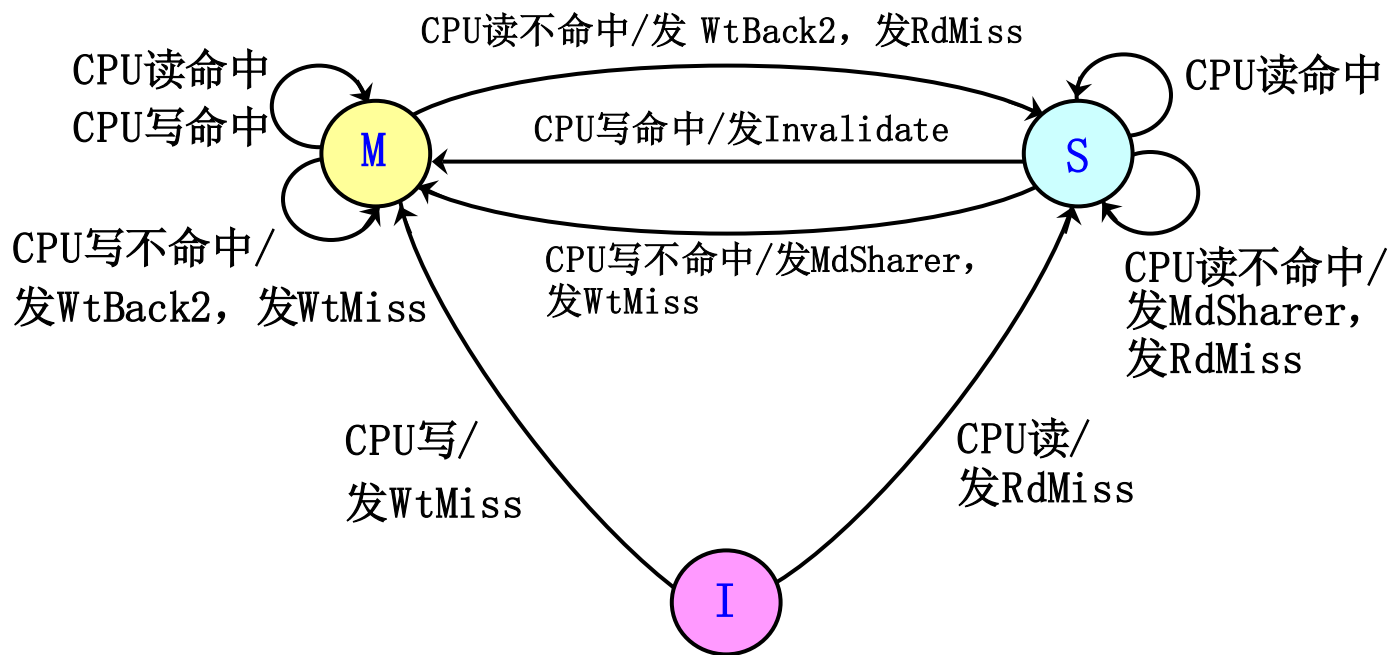 CPU读不命中/发 WtBack2，发RdMiss
CPU读命中
CPU写命中
CPU读命中
CPU写命中/发Invalidate
M
S
CPU写不命中/
发WtBack2，发WtMiss
CPU写不命中/发MdSharer，
发WtMiss
CPU读不命中/
发MdSharer，
发RdMiss
CPU写/
发WtMiss
CPU读/
发RdMiss
I